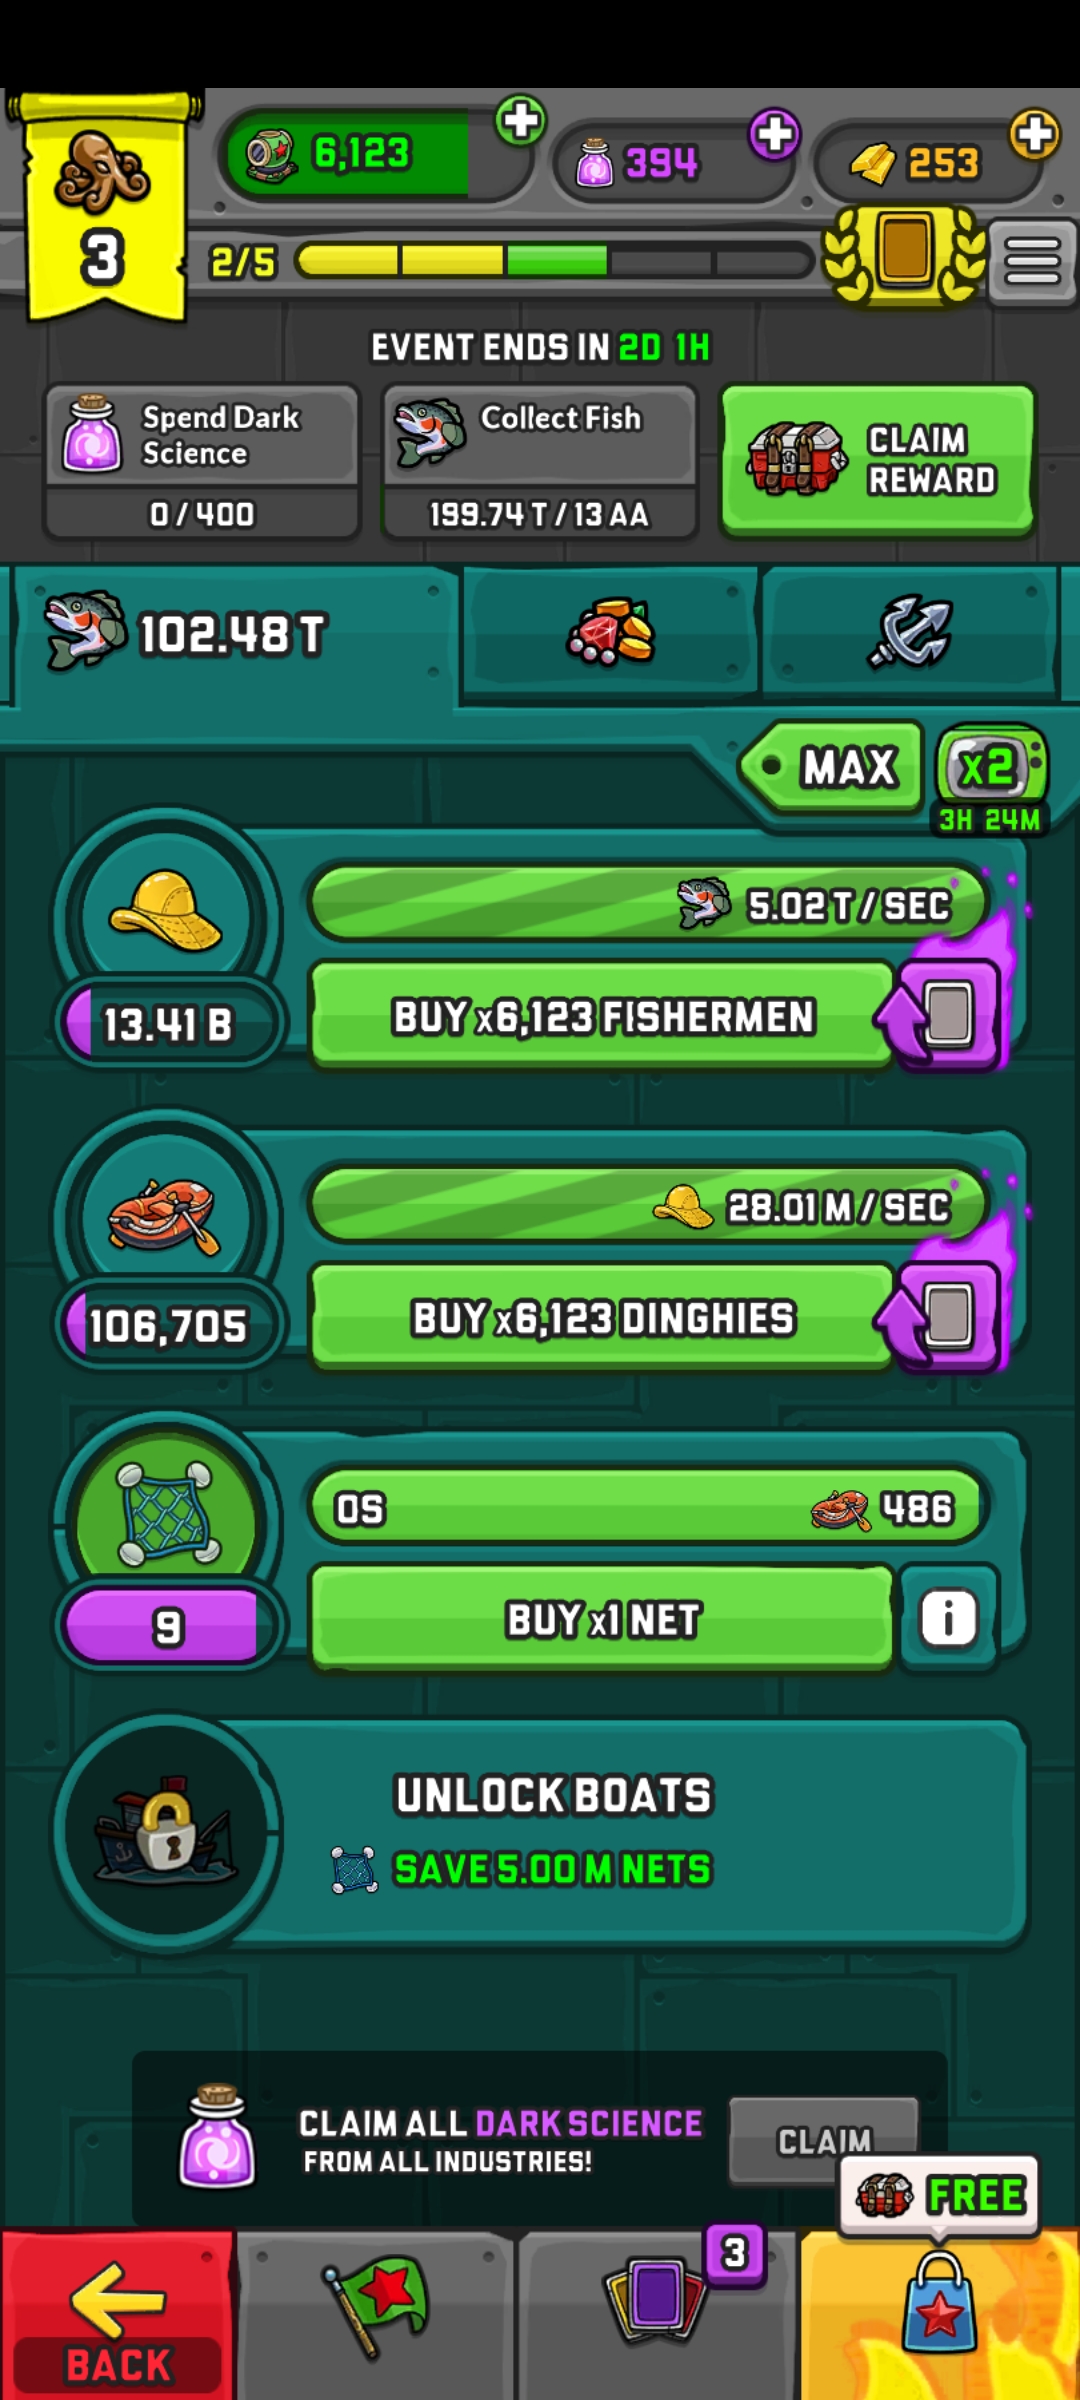 6,123
394
253
3
2/5
EVENT ENDS IN 2D 1H
Spend Dark
Science
0 / 400
Collect Fish
199.74 T / 13 AA
CLAIM
REWARD
102.48 T
MAX
x2
3H 24M
5.02 T / SEC
13.41 B
BUY x6,123 FISHERMEN
28.01 M / SEC
106,705
BUY x6,123 DINGHIES
0S
486
9
BUY x1 NET
i
UNLOCK BOATS
SAVE 5.00 M NETS
CLAIM ALL DARK SCIENCE
FROM ALL INDUSTRIES!
CLAIM
FREE
3
BACK